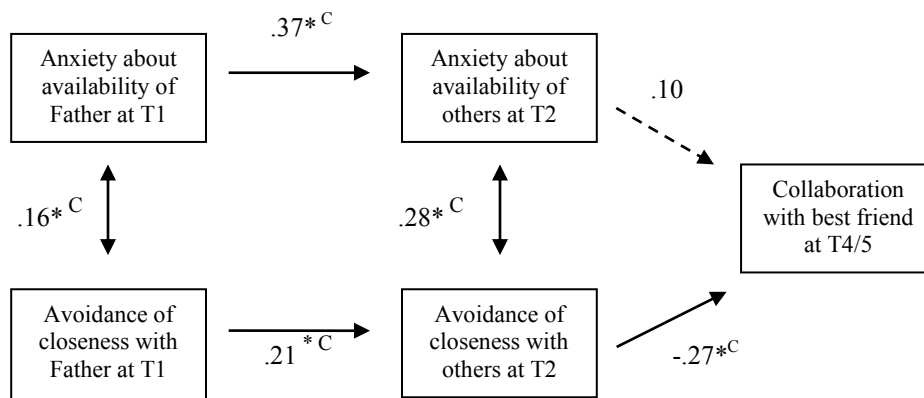 .37* C
Anxiety about
availability of
Father at T1
Anxiety about
availability of
others at T2
.10
.16* C
.28* C
Collaboration
with best friend
at T4/5
Avoidance of
closeness with
Father at T1
.21 * C
Avoidance of
closeness with
others at T2
-.27*C